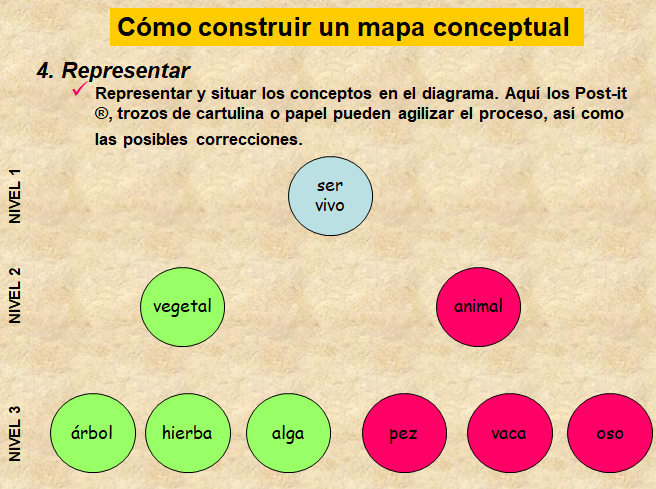 Cómo construir un mapa conceptual
4. Representar
Representar y situar los conceptos en el diagrama. Aquí los Post-it
®, trozos de cartulina o papel pueden agilizar el proceso, así como
las posibles correcciones.
NIVEL 1
ser
vivo
NIVEL 2
vegetal
animal
NIVEL 3
árbol
hierba
alga
pez
vaca
oso